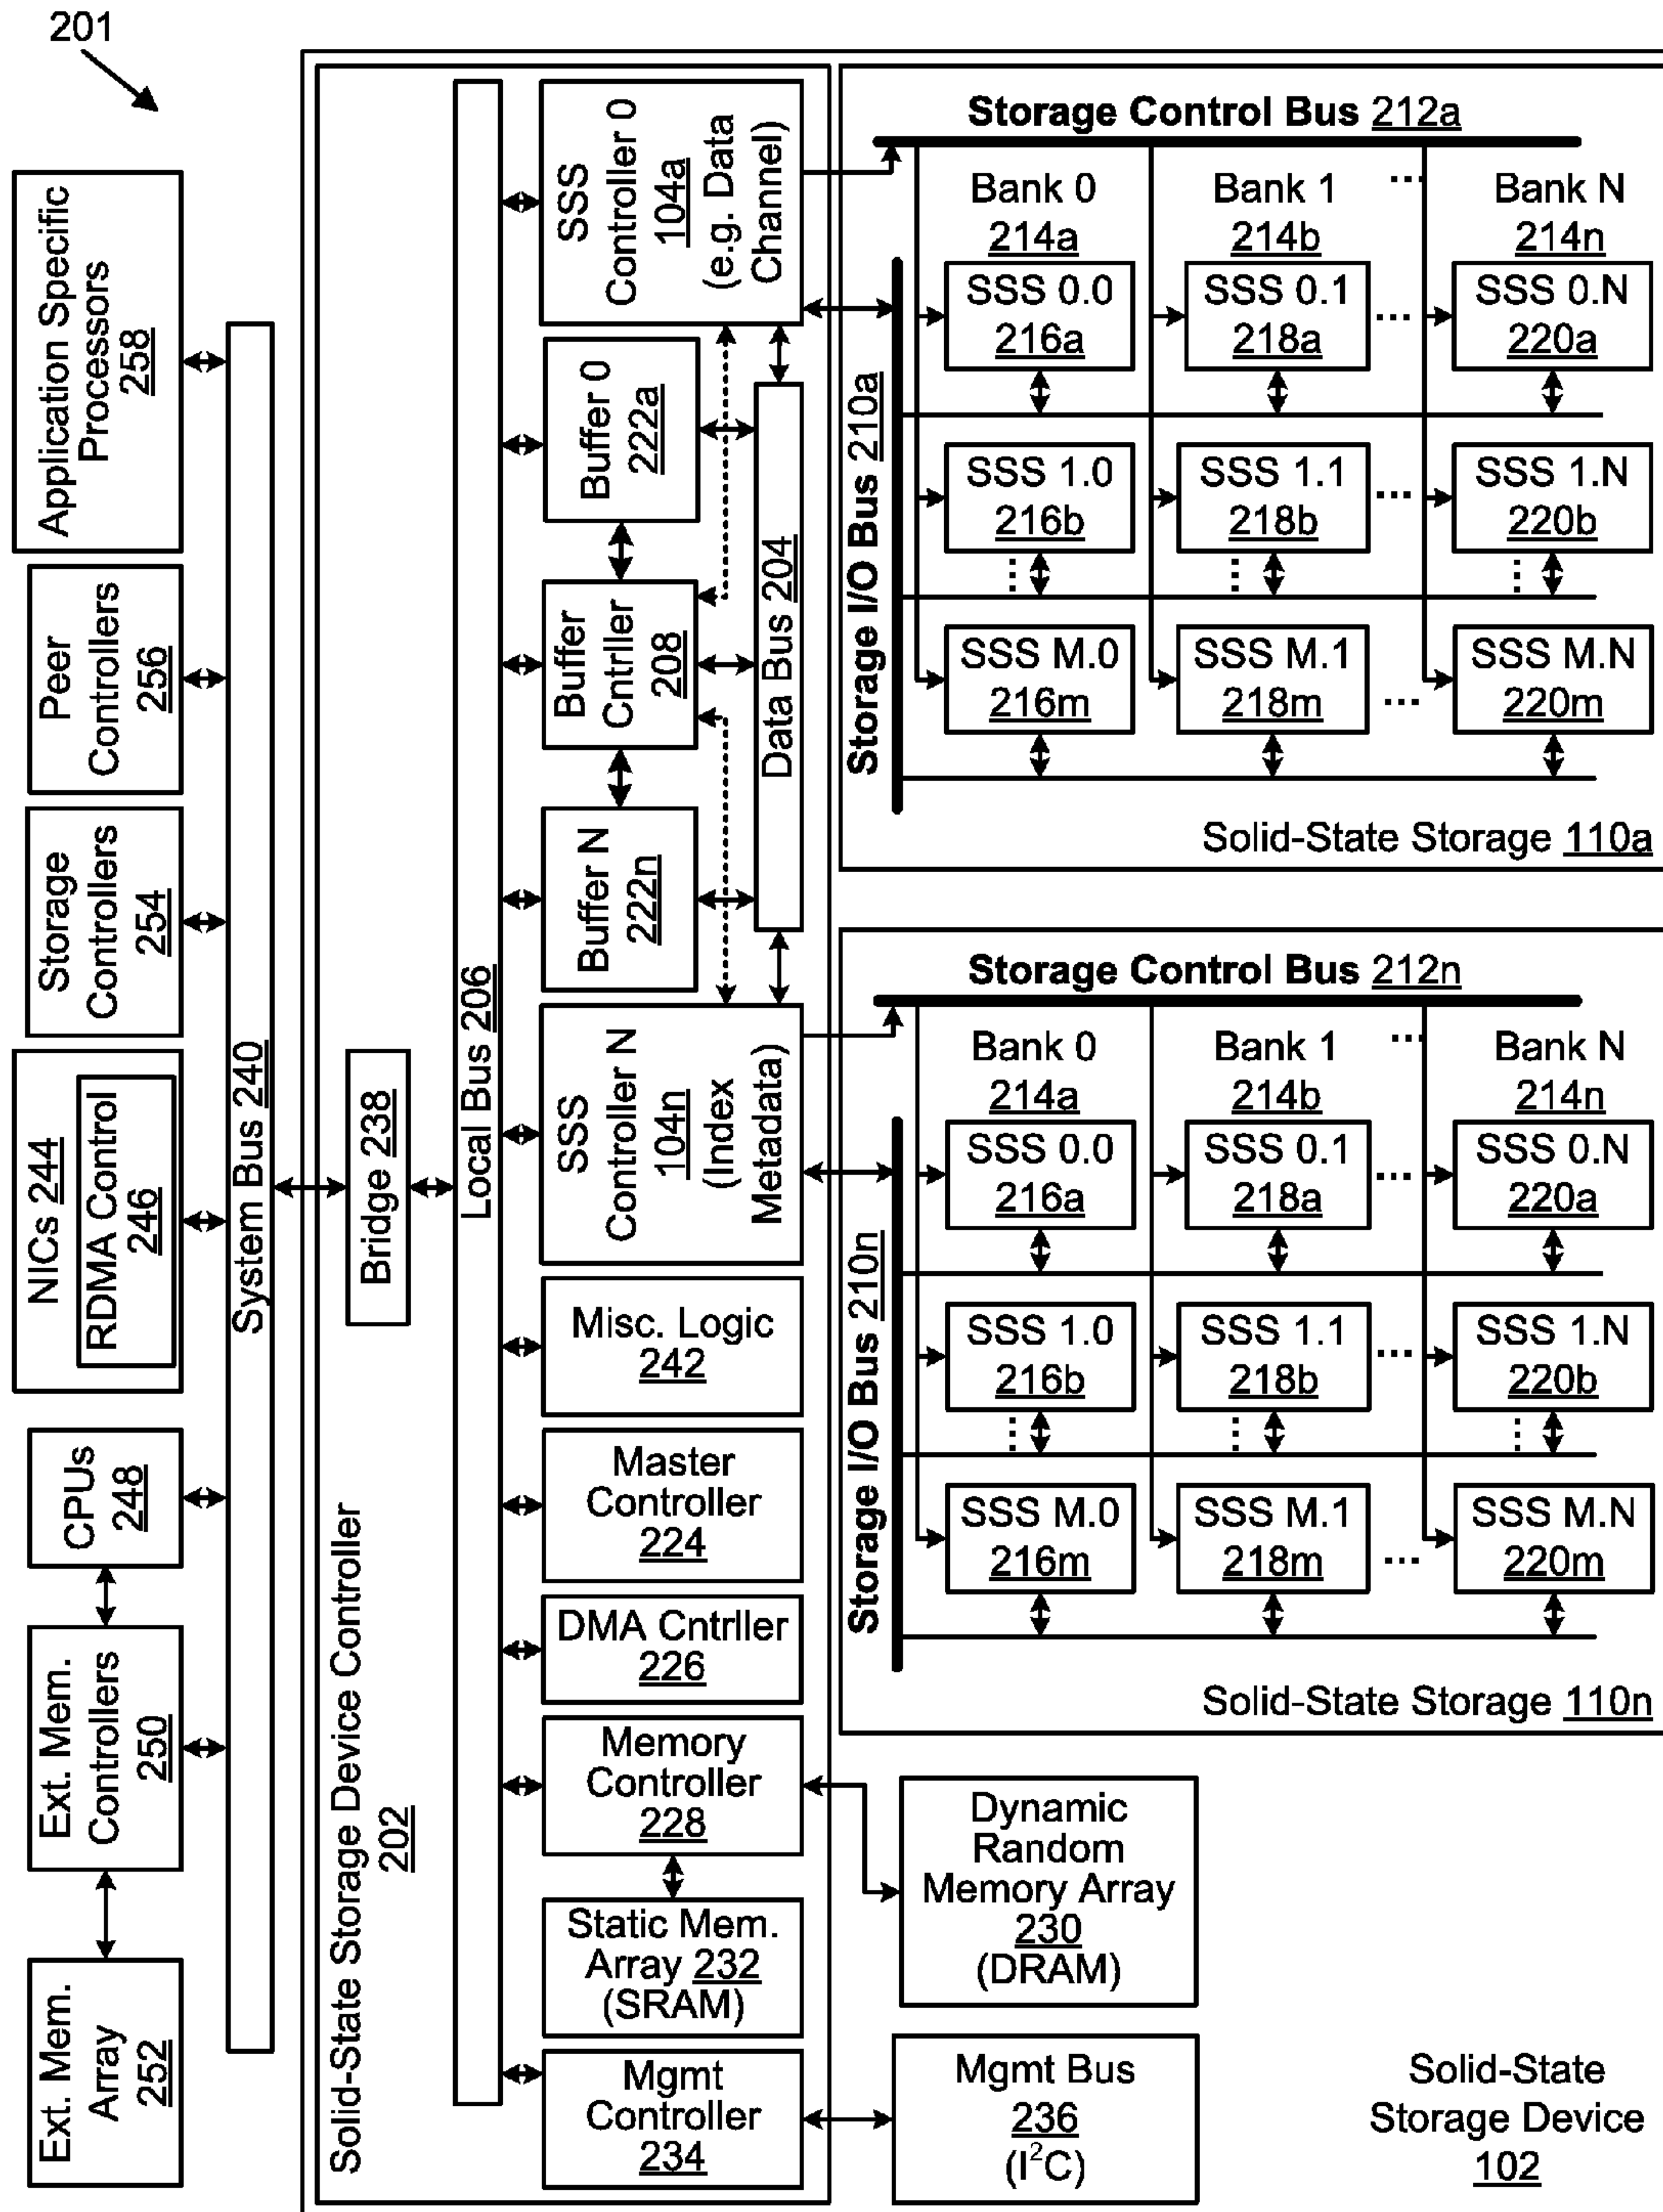 201
Application Specific
Processors
258
Peer
Controllers
256
Storage
Controllers
254
NICs 244
RDMA Control
246
CPUs
248
Ext. Mem.
Controllers
250
Ext. Mem.
Array
252
System Bus 240
Solid-State Storage Device Controller
202
Bridge 238
Local Bus 206
SSS
Controller 0
104a
(e.g. Data
Channel)
Buffer 0
222a
Buffer
Cntrller
208
Buffer N
222n
Data Bus 204
SSS
Controller N
104n
(Index
Metadata)
Misc. Logic
242
Master
Controller
224
DMA Cntrller
226
Memory
Controller
228
Static Mem.
Array 232
(SRAM)
Mgmt
Controller
234
Storage Control Bus 212a
Storage I/O Bus 210a
Bank 0 Bank 1 ... Bank N
214a 214b 214n
SSS 0.0 SSS 0.1 ... SSS 0.N
216a 218a 220a
SSS 1.0 SSS 1.1 ... SSS 1.N
216b 218b 220b
... ... ...
SSS M.0 SSS M.1 ... SSS M.N
216m 218m 220m
Solid-State Storage 110a
Storage Control Bus 212n
Storage I/O Bus 210n
Bank 0 Bank 1 ... Bank N
214a 214b 214n
SSS 0.0 SSS 0.1 ... SSS 0.N
216a 218a 220a
SSS 1.0 SSS 1.1 ... SSS 1.N
216b 218b 220b
... ... ...
SSS M.0 SSS M.1 ... SSS M.N
216m 218m 220m
Solid-State Storage 110n
Dynamic
Random
Memory Array
230
(DRAM)
Mgmt Bus
236
(I²C)
Solid-State
Storage Device
102